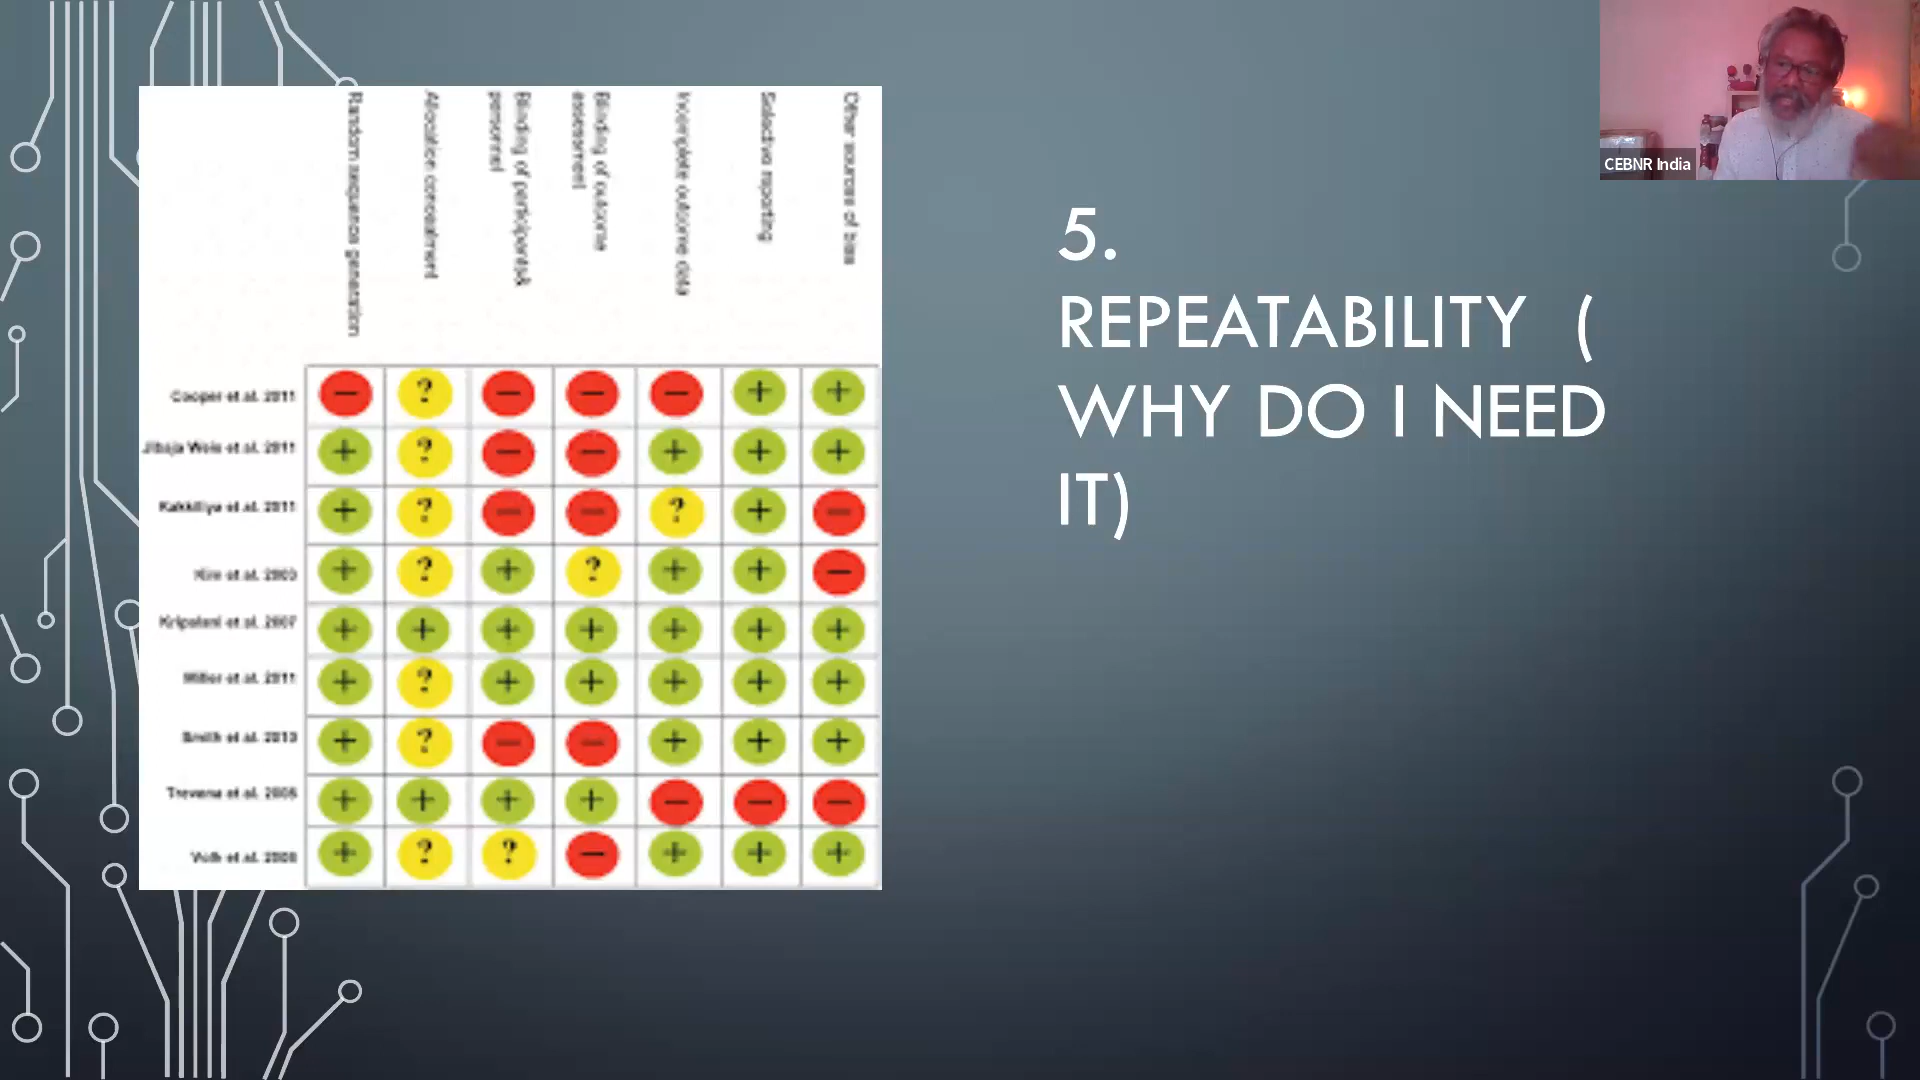 Random sequence generation
Allocation concealment
Blinding of participants&
personnel
Blinding of outcome
assessment
Incomplete outcome data
Selective reporting
Other sources of bias
Cooper et al. 2011
? 
+ +
+ ? + + +
+ ? ? +
+ ? + ? + +
Kripalani et al. 2007
+ + + + + + +
Miller et al. 2011
+ ? + + + + +
Smith et al. 2013
+ ? + + +
Trevena et al. 2008
+ + + +
+ ? ? + + +
5.
REPEATABILITY (
WHY DO I NEED
IT)
CEBNR India